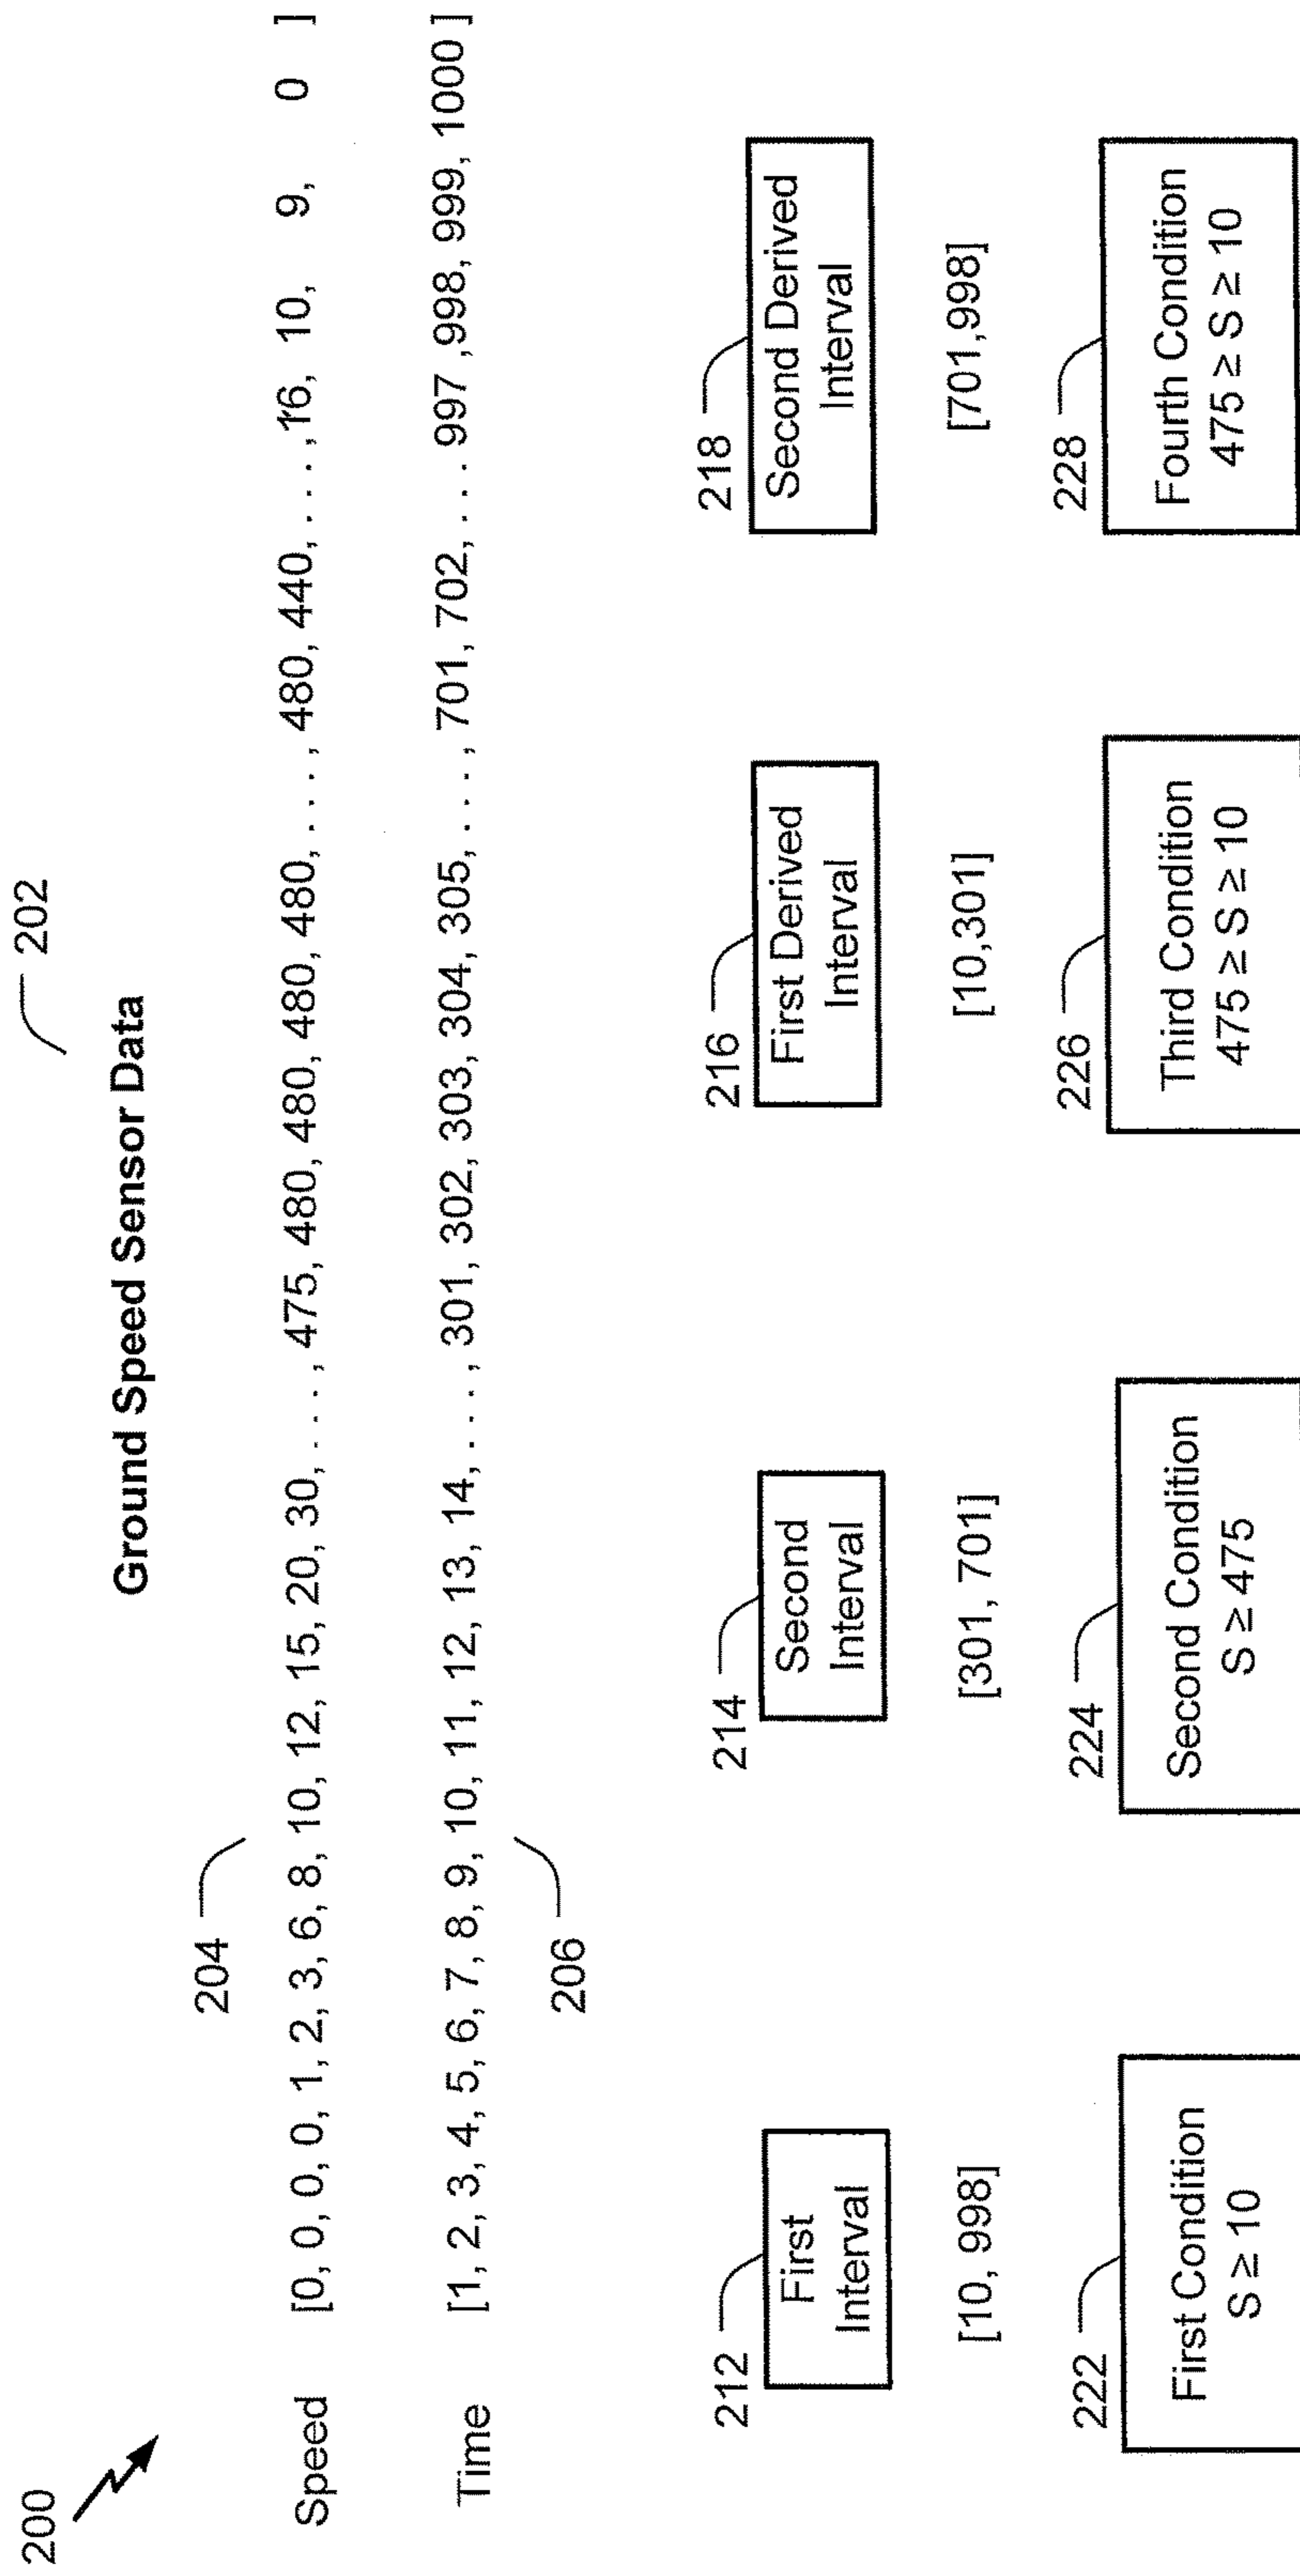 200
202
Ground Speed Sensor Data
204
Speed [0, 0, 0, 0, 1, 2, 3, 6, 8, 10, 12, 15, 20, 30, . . . , 475, 480, 480, 480, 480, . . . , 480, 440, . . . ,16, 10, 9, 0 ]
Time [1, 2, 3, 4, 5, 6, 7, 8, 9, 10, 11, 12, 13, 14, . . . , 301, 302, 303, 304, 305, . . . , 701, 702, . . . 997 ,998, 999, 1000 ]
206
212
First
Interval
[10, 998]
214
Second
Interval
[301, 701]
216
First Derived
Interval
[10,301]
218
Second Derived
Interval
[701,998]
222
First Condition
S ≥ 10
224
Second Condition
S ≥ 475
226
Third Condition
475 ≥ S ≥ 10
228
Fourth Condition
475 ≥ S ≥ 10